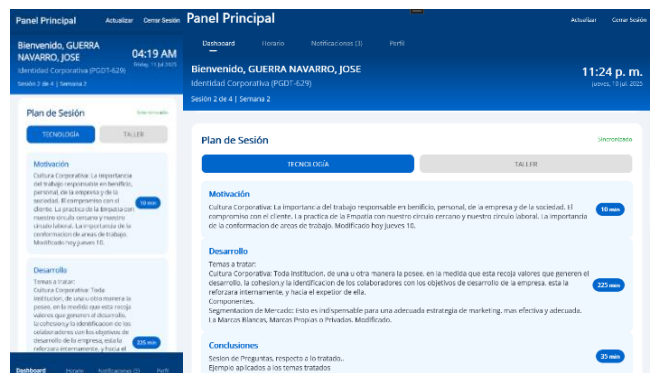 Panel Principal
Actualizar
Cerrar Sesión
Bienvenido, GUERRA
NAVARRO, JOSE
04:19 AM
Friday, 11 Jul 2025
Identidad Corporativa (PGDT-629)
Sesión 2 de 4 | Semana 2
Plan de Sesión
Sincronizado
TECNOLOGÍA
TALLER
Motivación
Cultura Corporativa: La importancia
del trabajo responsable en benificio,
personal, de la empresa y de la
sociedad. El compromiso con el
cliente. La practica de la Empatia con
nuestro circulo cercano y nuestro
circulo laboral. La importancia de la
conformacion de areas de trabajo.
Modificado hoy jueves 10.
10 min
Desarrollo
Temas a tratar:
Cultura Corporativa: Toda
Institucion, de una u otra manera la
posee, en la medida que esta recoja
valores que generen el desarrollo,
la cohesion y la identificacion de los
colaboradores con los objetivos de
desarrollo de la empresa, esta la
reforzara internamente, y hacia el
225 min
Dashboard
Horario
Notificaciones (3)
Perfil
Panel Principal
Actualizar
Cerrar Sesión
Dashboard
Horario
Notificaciones (3)
Perfil
Bienvenido, GUERRA NAVARRO, JOSE
11:24 p. m.
Identidad Corporativa (PGDT-629)
jueves, 10 jul. 2025
Sesión 2 de 4 | Semana 2
Plan de Sesión
Sincronizado
TECNOLOGÍA
TALLER
Motivación
Cultura Corporativa: La importancia del trabajo responsable en benificio, personal, de la empresa y de la sociedad. El
compromiso con el cliente. La practica de la Empatia con nuestro circulo cercano y nuestro circulo laboral. La importancia
de la conformacion de areas de trabajo. Modificado hoy jueves 10.
10 min
Desarrollo
Temas a tratar:
Cultura Corporativa: Toda Institucion, de una u otra manera la posee, en la medida que esta recoja valores que generen el
desarrollo, la cohesion y la identificacion de los colaboradores con los objetivos de desarrollo de la empresa, esta la
reforzara internamente, y hacia el expetior de ella.
Componentes.
Segmentacion de Mercado: Esto es indispensable para una adecuada estrategia de marketing, mas efectiva y adecuada.
La Marcas Blancas, Marcas Propias o Privadas. Modificado.
225 min
Conclusiones
Sesion de Preguntas, respecto a lo tratado..
Ejemplo aplicados a los temas tratados
35 min